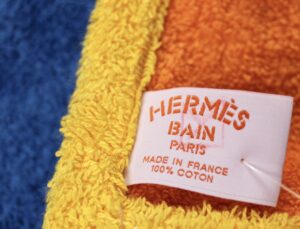 HERMÈS
BAIN
PARIS
MADE IN FRANCE
100% COTON